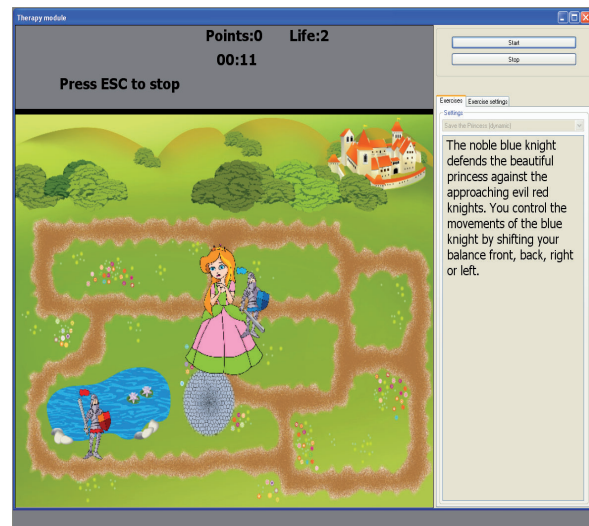 Therapy module
Points:0 Life:2
00:11
Press ESC to stop
Start
Stop
Exercises Exercise settings
Settings
Save the Princess (dynamic)
The noble blue knight
defends the beautiful
princess against the
approaching evil red
knights. You control the
movements of the blue
knight by shifting your
balance front, back, right
or left.